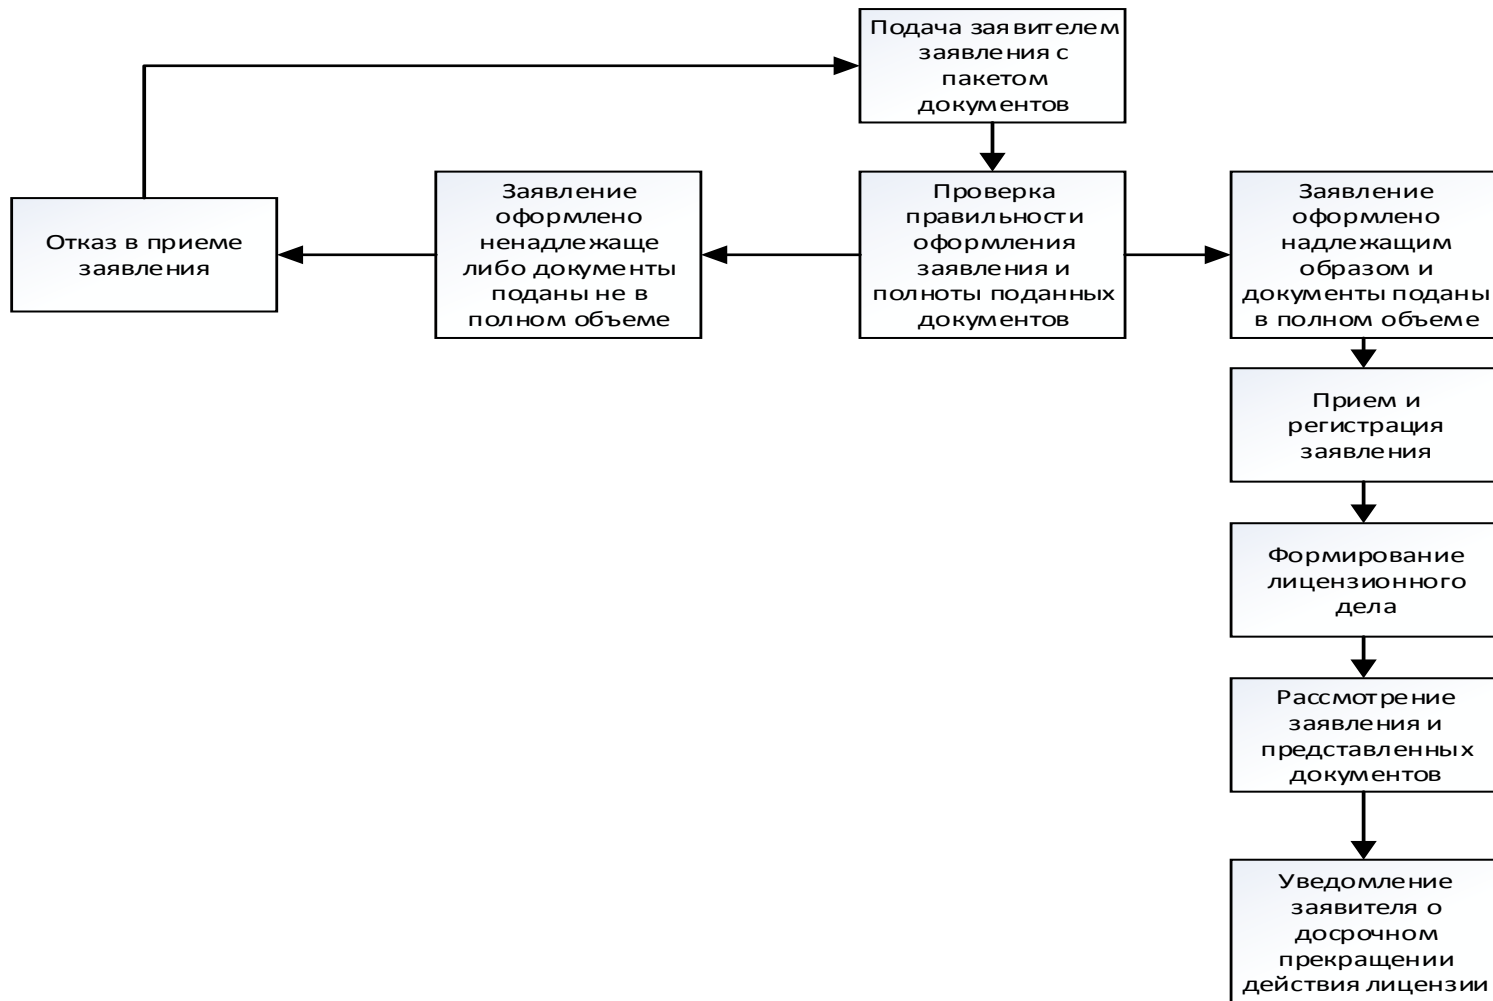 Подача заявителем
заявления с
пакетом
документов
Отказ в приеме
заявления
Заявление
оформлено
ненадлежаще
либо документы
поданы не в
полном объеме
Проверка
правильности
оформления
заявления и
полноты поданных
документов
Заявление
оформлено
надлежащим
образом и
документы поданы
в полном объеме
Прием и
регистрация
заявления
Формирование
лицензионного
дела
Рассмотрение
заявления и
представленных
документов
Уведомление
заявителя о
досрочном
прекращении
действия лицензии